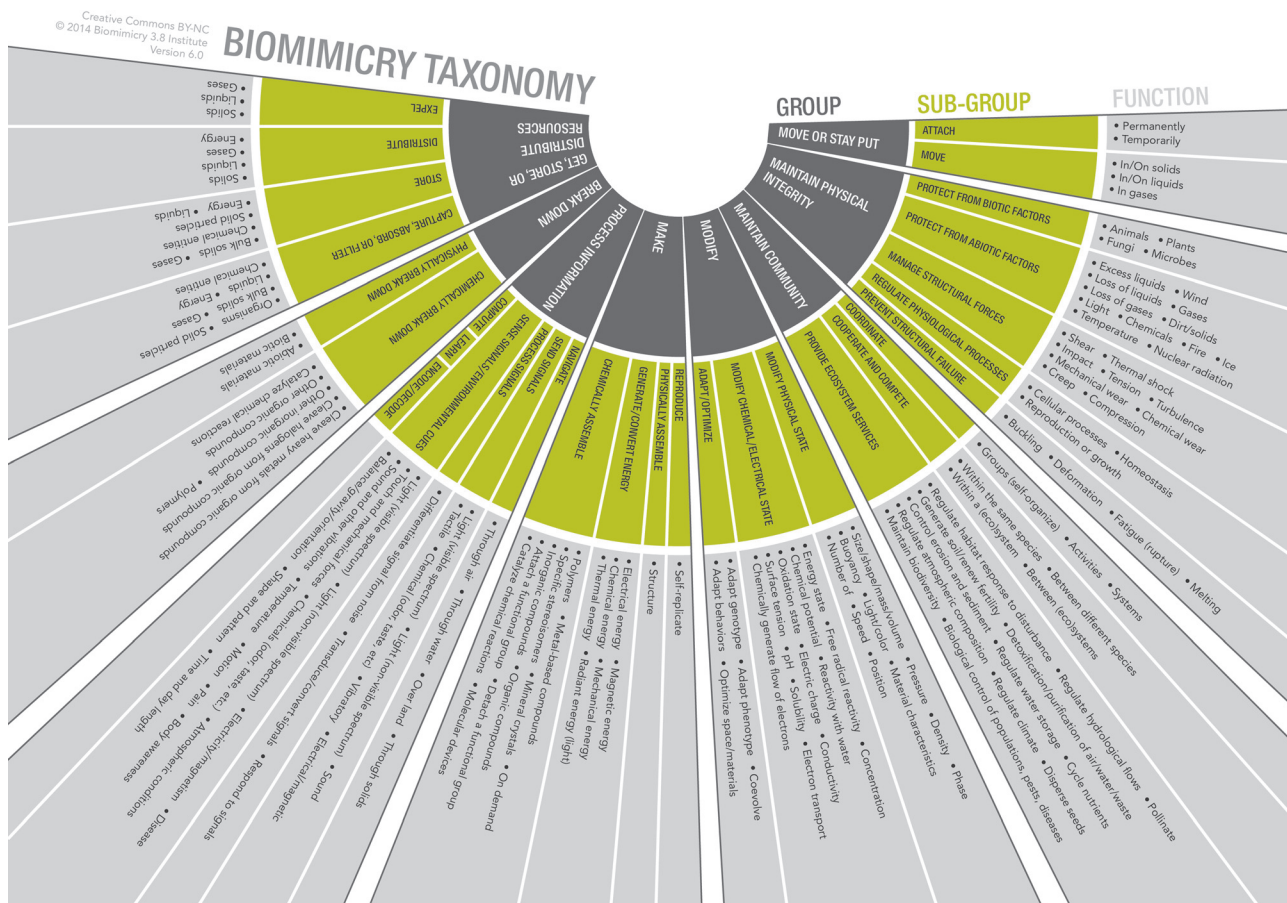 Creative Commons BY-NC
© 2014 Biomimicry 3.8 Institute
Version 6.0
BIOMIMICRY TAXONOMY
GROUP
SUB-GROUP
FUNCTION
MOVE OR STAY PUT
ATTACH
• Permanently
• Temporarily
MOVE
• In/On solids
• In/On liquids
• In gases
MAINTAIN PHYSICAL
INTEGRITY
PROTECT FROM BIOTIC FACTORS
• Animals • Plants
• Fungi • Microbes
PROTECT FROM ABIOTIC FACTORS
• Excess liquids • Wind
• Loss of liquids • Gases
• Loss of gases • Dirt/solids
• Light • Chemicals • Fire • Ice
• Temperature • Nuclear radiation
MANAGE STRUCTURAL FORCES
• Shear • Thermal shock
• Impact • Tension • Turbulence
• Mechanical wear • Chemical wear
• Creep • Compression
REGULATE PHYSIOLOGICAL PROCESSES
• Cellular processes • Homeostasis
• Reproduction or growth
PREVENT STRUCTURAL FAILURE
• Buckling • Deformation • Fatigue (rupture) • Melting
MAINTAIN COMMUNITY
COORDINATE
• Groups (self-organize) • Activities • Systems
COOPERATE AND COMPETE
• Within the same species • Between different species
• Within a (eco)system • Between (eco)systems
PROVIDE ECOSYSTEM SERVICES
• Regulate habitat response to disturbance • Regulate hydrological flows • Pollinate
• Generate soil/renew fertility • Detoxification/purification of air/water/waste
• Control erosion and sediment • Regulate water storage • Cycle nutrients
• Regulate atmospheric composition • Regulate climate • Disperse seeds
• Maintain biodiversity • Biological control of populations, pests, diseases
MODIFY
MODIFY PHYSICAL STATE
• Size/shape/mass/volume • Pressure • Density • Phase
• Buoyancy • Light/color • Material characteristics
• Number of • Speed • Position
MODIFY CHEMICAL/ELECTRICAL STATE
• Energy state • Free radical reactivity • Concentration
• Chemical potential • Reactivity with water
• Oxidation state • Electric charge • Conductivity
• Surface tension • pH • Solubility • Electron transport
• Chemically generate flow of electrons
ADAPT/OPTIMIZE
• Adapt genotype • Adapt phenotype • Coevolve
• Adapt behaviors • Optimize space/materials
MAKE
REPRODUCE
• Self-replicate
PHYSICALLY ASSEMBLE
• Structure
GENERATE/CONVERT ENERGY
• Electrical energy • Magnetic energy
• Chemical energy • Mechanical energy
• Thermal energy • Radiant energy (light)
CHEMICALLY ASSEMBLE
• Polymers • Metal-based compounds • On demand
• Specific stereoisomers • Mineral crystals
• Inorganic compounds • Organic compounds
• Attach a functional group • Detach a functional group
• Catalyze chemical reactions • Molecular devices
PROCESS INFORMATION
NAVIGATE
• Through air • Through water • Over land • Through solids
SEND SIGNALS
• Light (visible spectrum) • Light (non-visible spectrum) • Sound
• Tactile • Chemical (odor, taste, etc) • Vibratory • Electrical/magnetic
PROCESS SIGNALS
• Differentiate signal from noise • Transduce/convert signals • Respond to signals
SENSE SIGNALS/ENVIRONMENTAL CUES
• Light (visible spectrum) • Light (non-visible spectrum) • Electricity/magnetism • Disease
• Touch and mechanical forces • Chemicals (odor, taste, etc.) • Atmospheric conditions
• Sound and other vibrations • Temperature • Motion • Pain • Body awareness
• Balance/gravity/orientation • Shape and pattern • Time and day length
COMPUTE
LEARN
ENCODE/DECODE
BREAK DOWN
CHEMICALLY BREAK DOWN
• Cleave heavy metals from organic compounds
• Cleave halogens from organic compounds
• Other inorganic compounds
• Other organic compounds • Polymers
• Catalyze chemical reactions
PHYSICALLY BREAK DOWN
• Abiotic materials
• Biotic materials
GET, STORE, OR
DISTRIBUTE
RESOURCES
CAPTURE, ABSORB, OR FILTER
• Organisms • Solid particles
• Bulk solids • Gases
• Liquids • Energy
• Chemical entities
STORE
• Bulk solids • Gases
• Chemical entities
• Solid particles
• Energy • Liquids
DISTRIBUTE
• Solids
• Liquids
• Gases
• Energy
EXPEL
• Solids
• Liquids
• Gases